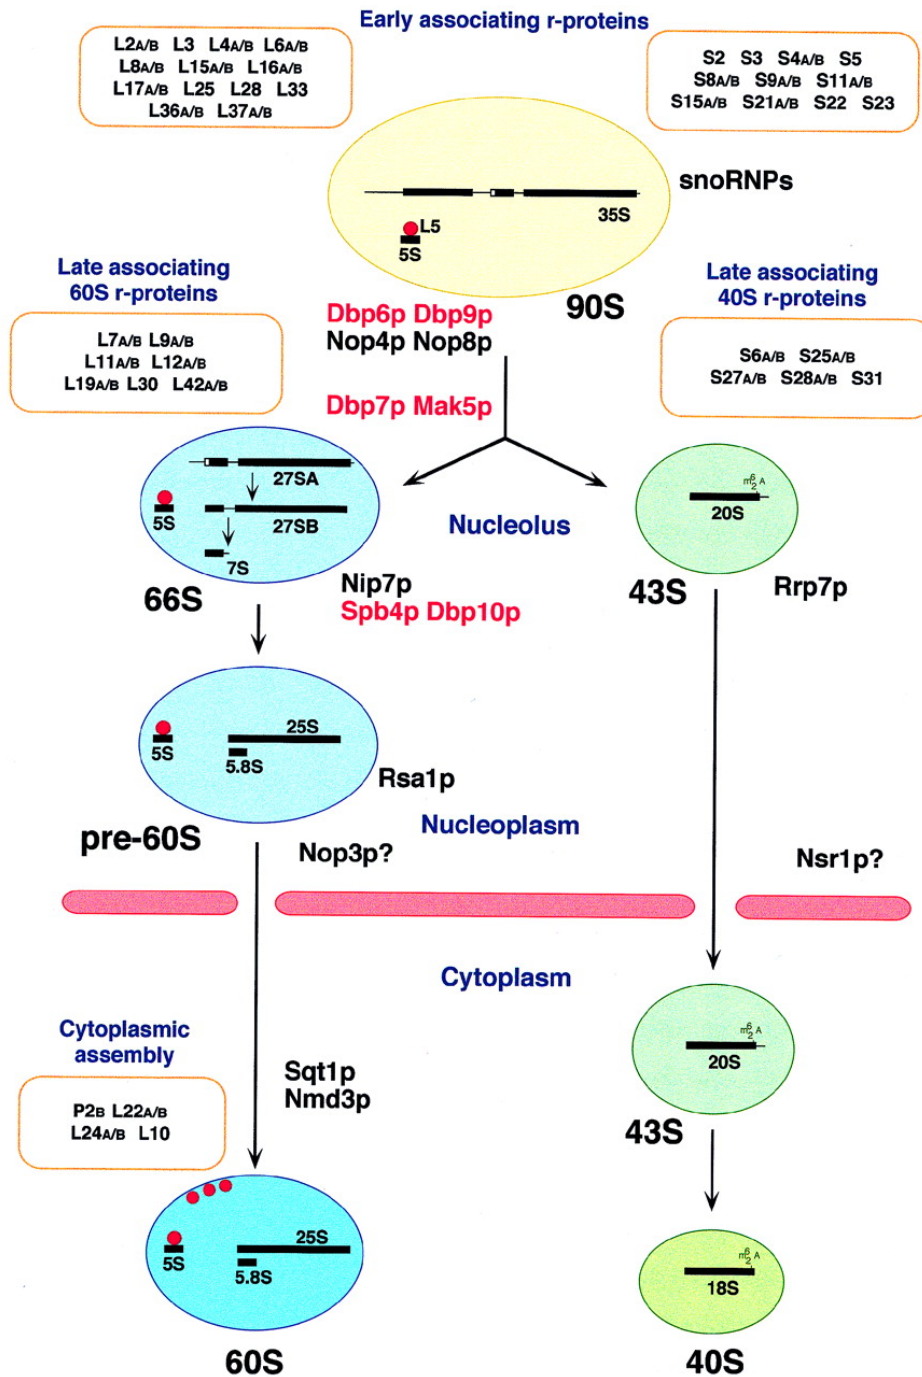 Early associating r-proteins
L2A/B L3 L4A/B L6A/B
L8A/B L15A/B L16A/B
L17A/B L25 L28 L33
L36A/B L37A/B
S2 S3 S4A/B S5
S8A/B S9A/B S11A/B
S15A/B S21A/B S22 S23
snoRNPs
35S
L5
5S
90S
Late associating
60S r-proteins
L7A/B L9A/B
L11A/B L12A/B
L19A/B L30 L42A/B
Late associating
40S r-proteins
S6A/B S25A/B
S27A/B S28A/B S31
Dbp6p Dbp9p
Nop4p Nop8p
Dbp7p Mak5p
27SA
5S
27SB
7S
66S
Nucleolus
m62A
20S
43S
Rrp7p
Nip7p
Spb4p Dbp10p
25S
5S
5.8S
Rsa1p
pre-60S
Nucleoplasm
Nop3p?
Nsr1p?
Cytoplasm
m62A
20S
43S
Cytoplasmic
assembly
P2B L22A/B
L24A/B L10
Sqt1p
Nmd3p
25S
5S
5.8S
60S
m62A
18S
40S